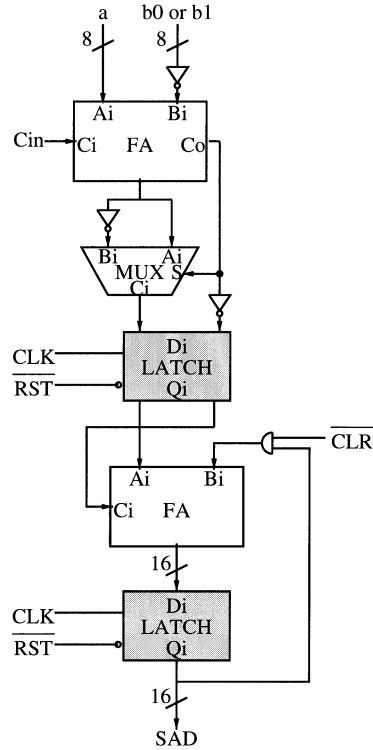 a b0 or b1
8 8
Ai Bi
Cin Ci FA Co
Bi Ai
MUX S
Ci
Di
CLK LATCH
RST Qi
CLR
Ai Bi
Ci FA
16
Di
CLK LATCH
RST Qi
16
SAD